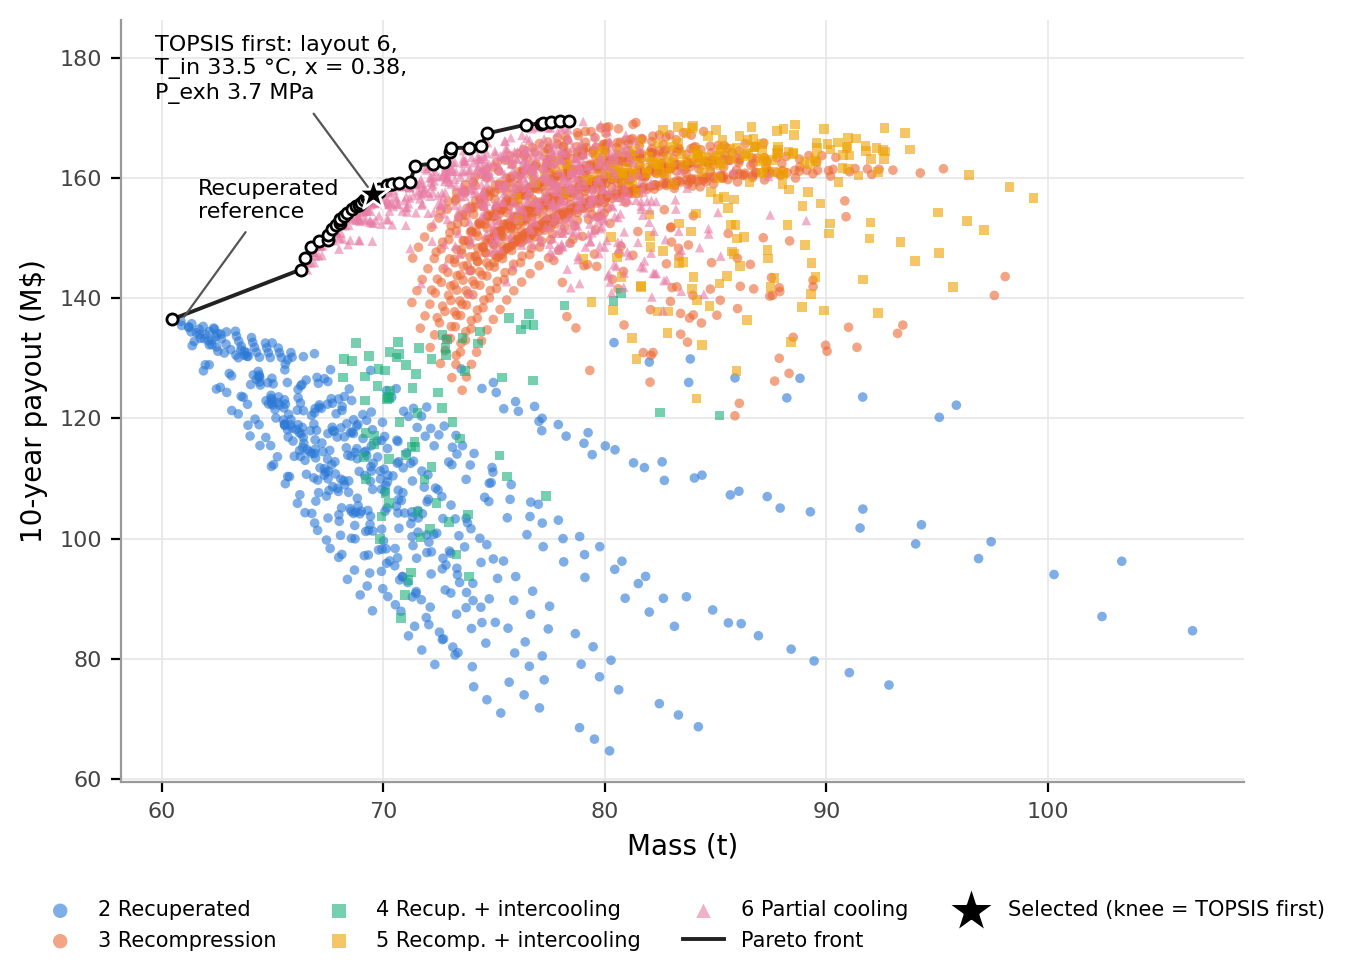 TOPSIS first: layout 6,
T_in 33.5 °C, x = 0.38,
P_exh 3.7 MPa
Recuperated
reference
10-year payout (M$)
180
160
140
120
100
80
60
60
70
80
90
100
Mass (t)
2 Recuperated
3 Recompression
4 Recup. + intercooling
5 Recomp. + intercooling
6 Partial cooling
Pareto front
Selected (knee = TOPSIS first)